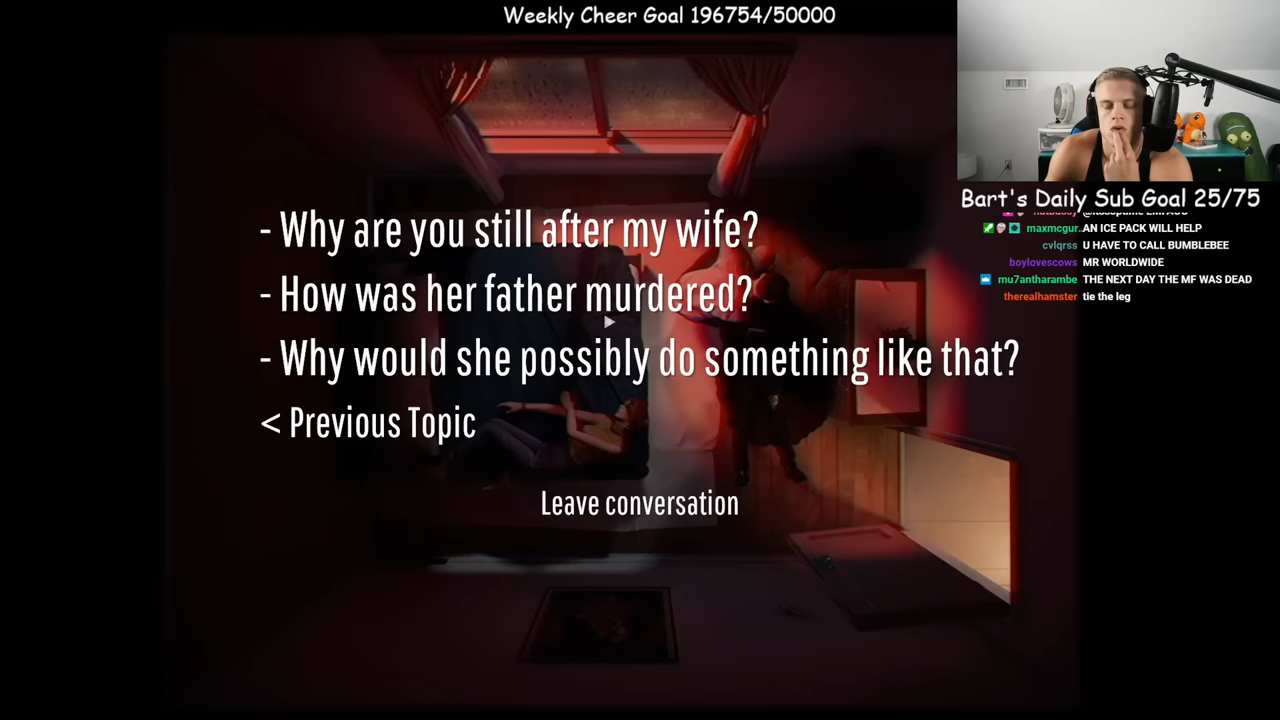 Weekly Cheer Goal 196754/50000
- Why are you still after my wife?
- How was her father murdered?
- Why would she possibly do something like that?
< Previous Topic
Leave conversation
Bart's Daily Sub Goal 25/75
maxmcgur..AN ICE PACK WILL HELP
cvlqrss U HAVE TO CALL BUMBLEBEE
boylovescows MR WORLDWIDE
mu7antharambe THE NEXT DAY THE MF WAS DEAD
therealhamster tie the leg